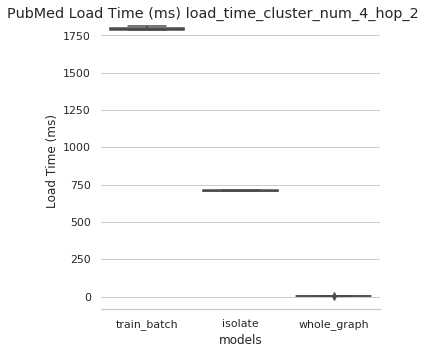 PubMed Load Time (ms) load_time_cluster_num_4_hop_2
1750
1500
1250
1000
750
500
250
0
Load Time (ms)
train_batch isolate whole_graph
models